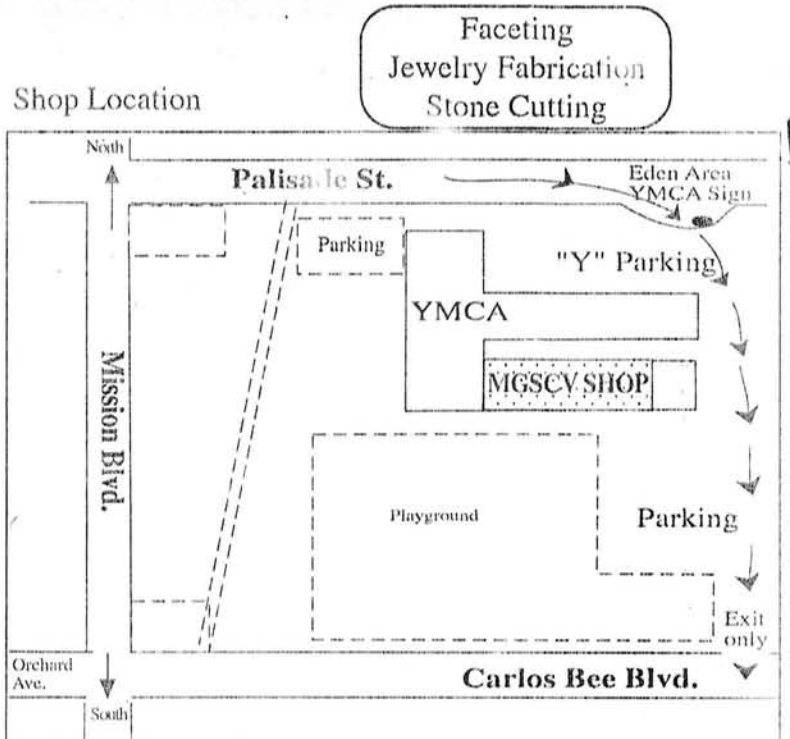 Faceting
Jewelry Fabrication
Stone Cutting
Shop Location
North
Palisade St.
Eden Area
YMCA Sign
Parking
"Y" Parking
YMCA
MGSCV SHOP
Mission Blvd.
Playground
Parking
Exit
only
Orchard
Ave.
Carlos Bee Blvd.
South